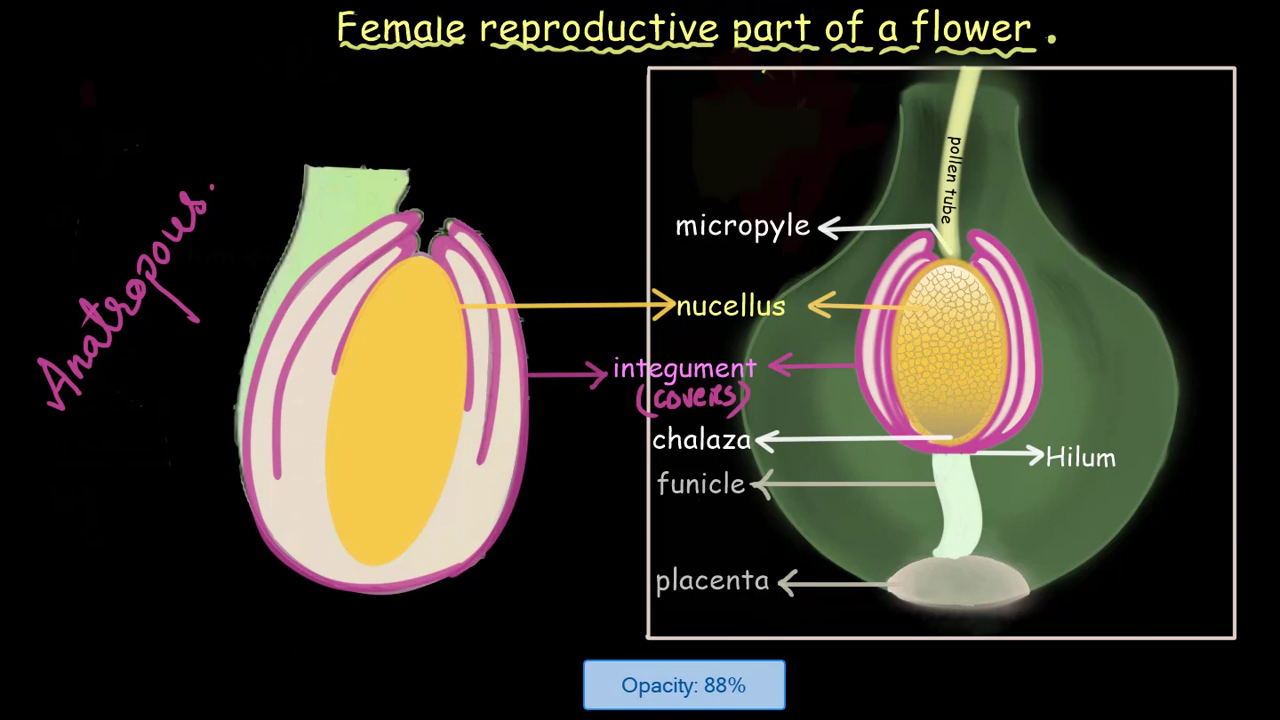 Female reproductive part of a flower .
Anatropous.
pollen tube
micropyle
nucellus
integument
(covers)
chalaza
Hilum
funicle
placenta
Opacity: 88%